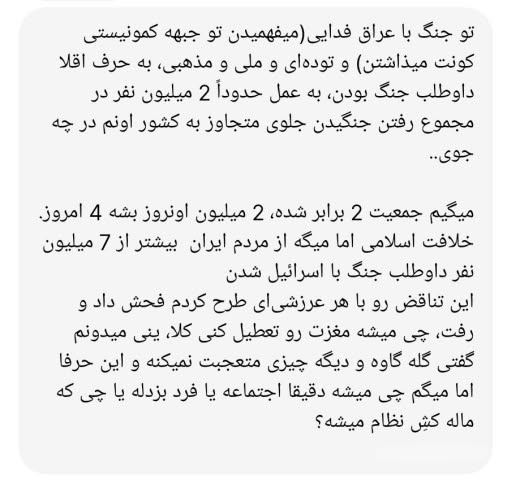 تو جنگ با عراق فدایی(میفهمیدن تو جبهه کمونیستی
کونت میذاشتن) و توده‌ای و ملی و مذهبی، به حرف اقلا
داوطلب جنگ بودن، به عمل حدوداً 2 میلیون نفر در
مجموع رفتن جنگیدن جلوی متجاوز به کشور اونم در چه
جوی..
میگیم جمعیت 2 برابر شده، 2 میلیون اونروز بشه 4 امروز.
خلافت اسلامی اما میگه از مردم ایران بیشتر از 7 میلیون
نفر داوطلب جنگ با اسرائیل شدن
این تناقض رو با هر عرزشی‌ای طرح کردم فحش داد و
رفت، چی میشه مغزت رو تعطیل کنی کلا، ینی میدونم
گفتی گله گاوه و دیگه چیزی متعجبت نمیکنه و این حرفا
اما میگم چی میشه دقیقا اجتماعه یا فرد بزدله یا چی که
ماله کشِ نظام میشه؟